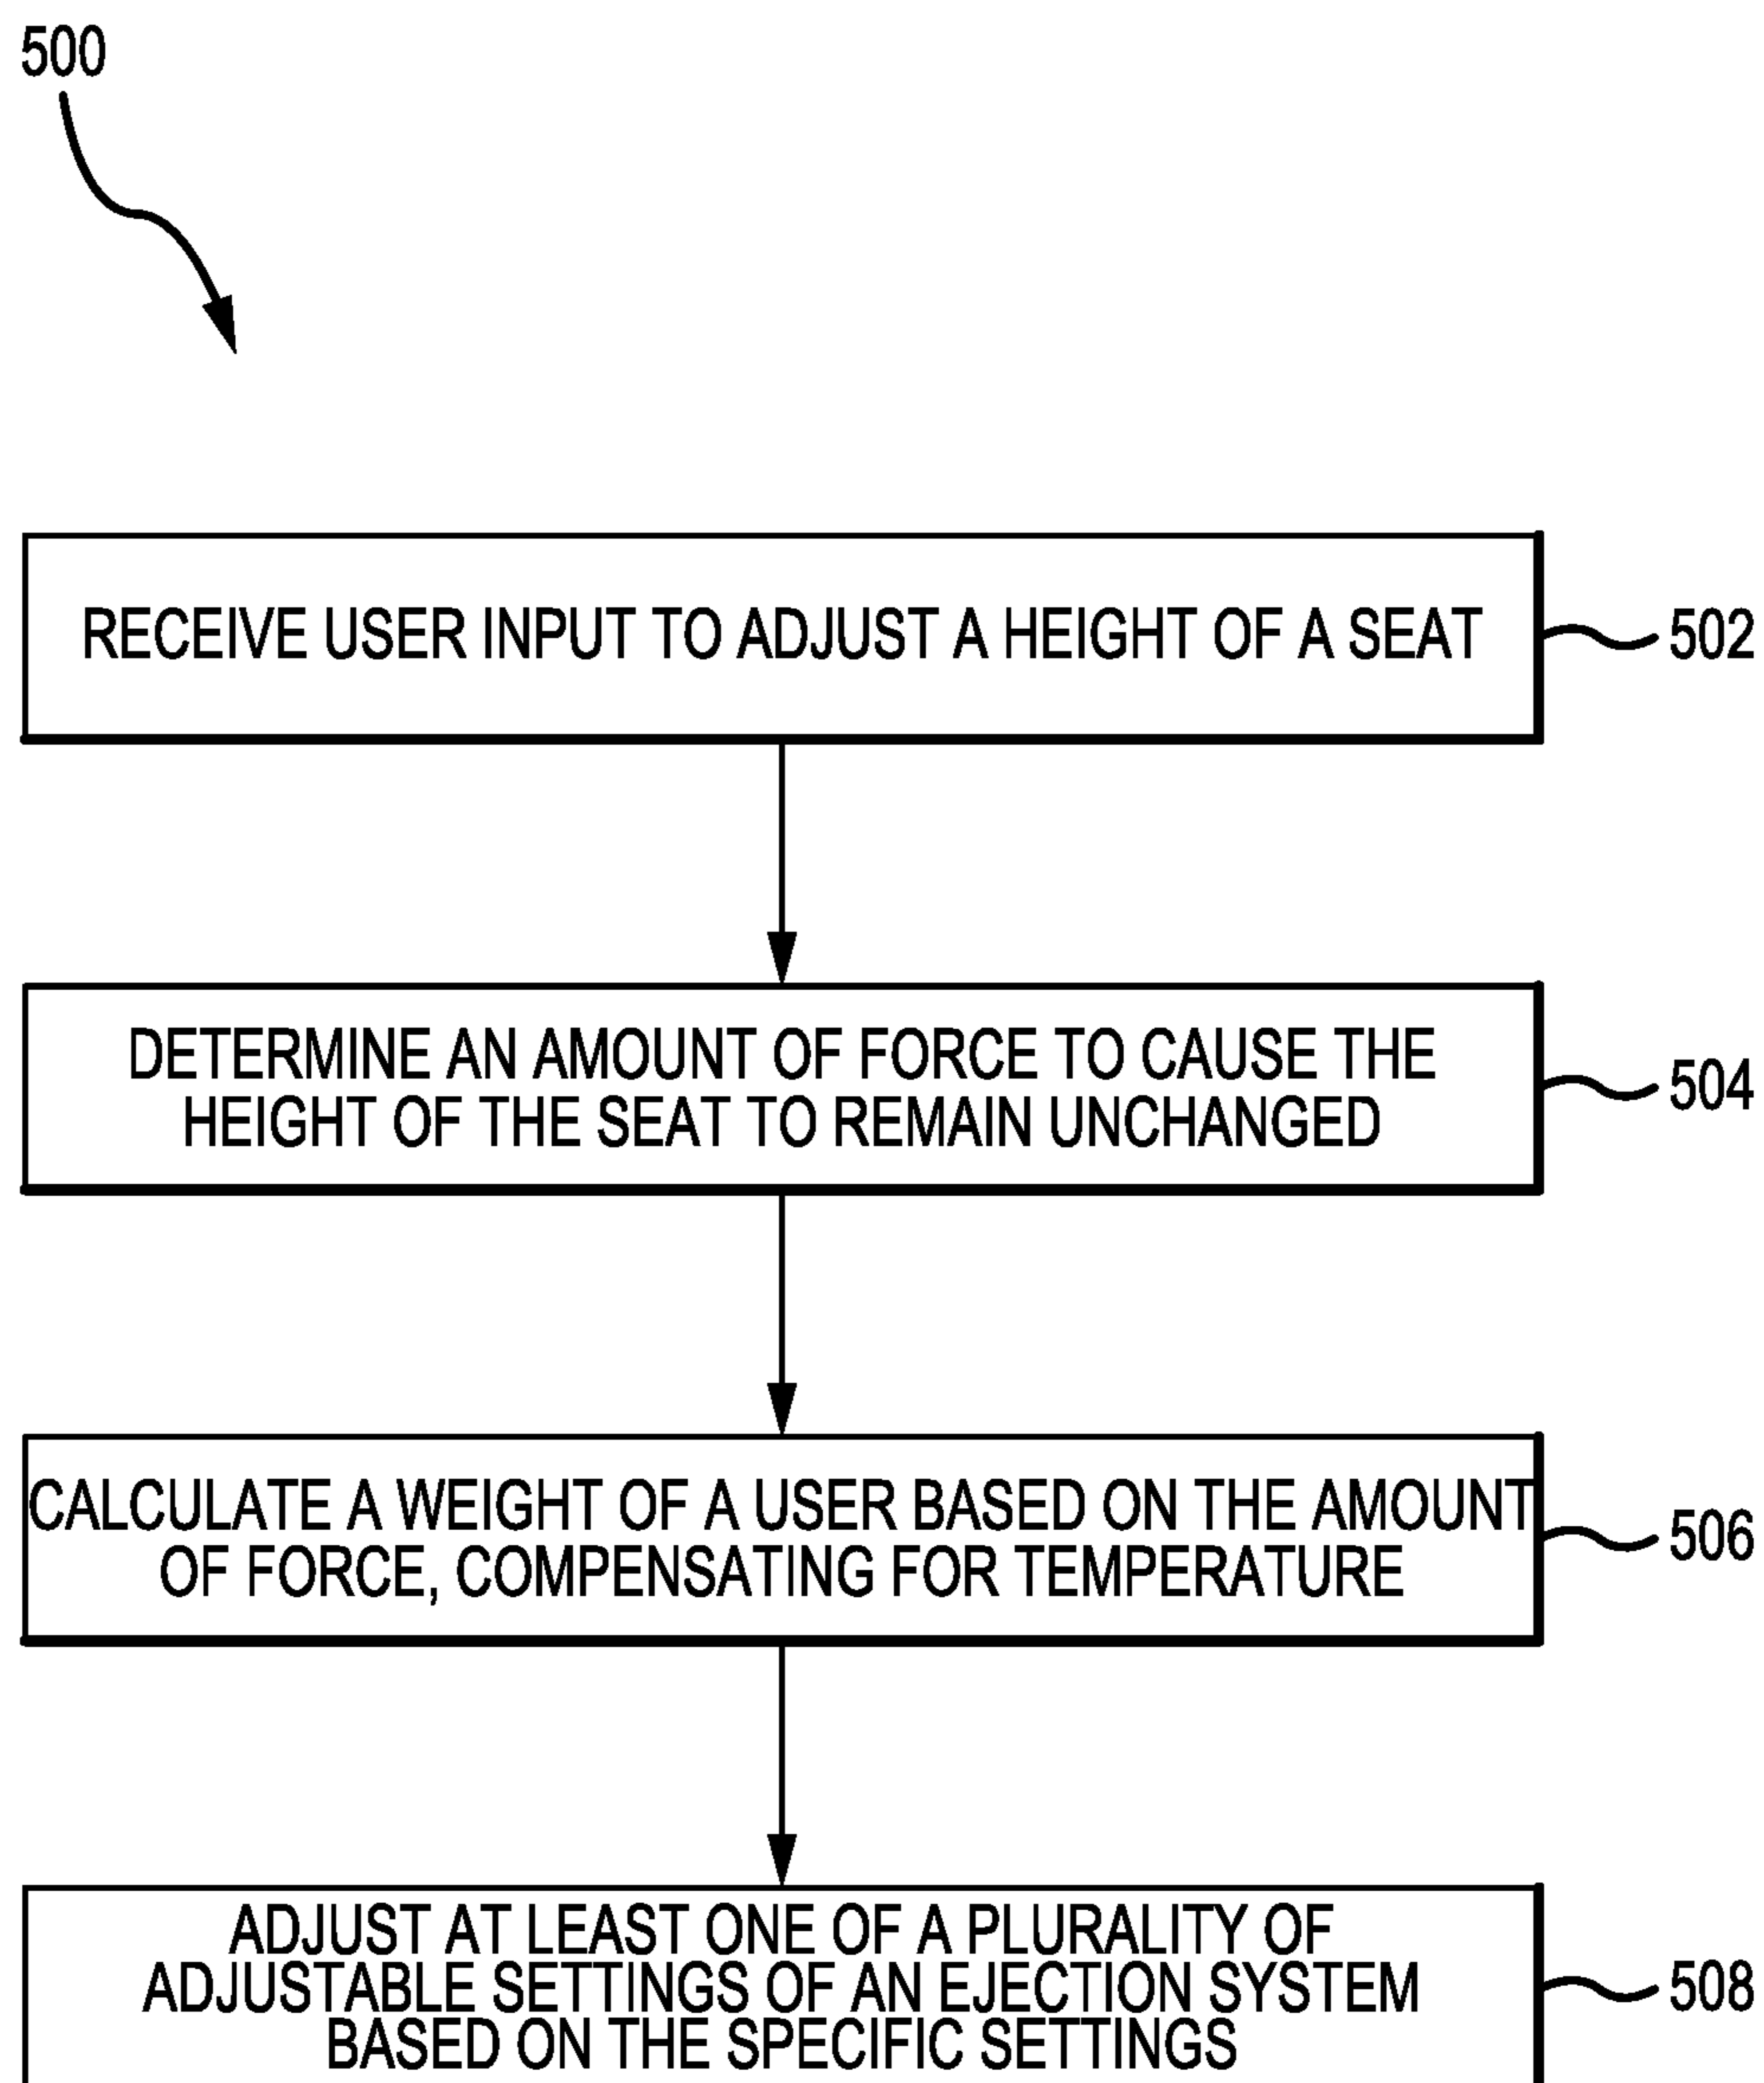 500
RECEIVE USER INPUT TO ADJUST A HEIGHT OF A SEAT
502
DETERMINE AN AMOUNT OF FORCE TO CAUSE THE
HEIGHT OF THE SEAT TO REMAIN UNCHANGED
504
CALCULATE A WEIGHT OF A USER BASED ON THE AMOUNT
OF FORCE, COMPENSATING FOR TEMPERATURE
506
ADJUST AT LEAST ONE OF A PLURALITY OF
ADJUSTABLE SETTINGS OF AN EJECTION SYSTEM
BASED ON THE SPECIFIC SETTINGS
508